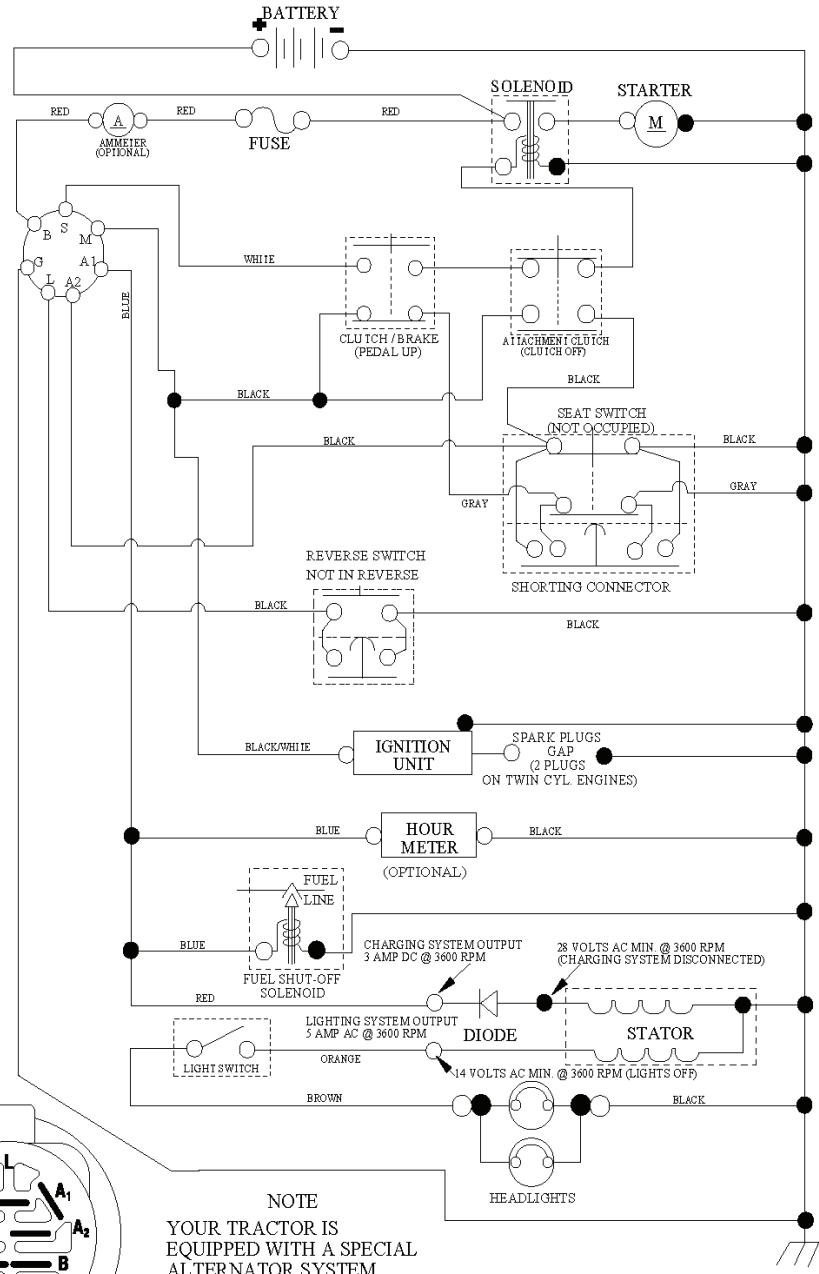 BATTERY
+ -
SOLENOID
STARTER
RED
A
RED
RED
M
AMMETER
(OPTIONAL)
FUSE
S
B
M
G
A1
L
A2
WHITE
BLUE
CLUTCH / BRAKE
(PEDAL UP)
ATTACHMENT CLUTCH
(CLUTCH OFF)
BLACK
BLACK
SEAT SWITCH
(NOT OCCUPIED)
BLACK
BLACK
GRAY
GRAY
SHORTING CONNECTOR
REVERSE SWITCH
NOT IN REVERSE
BLACK
BLACK
BLACK/WHITE
IGNITION
UNIT
SPARK PLUGS
GAP
(2 PLUGS
ON TWIN CYL. ENGINES)
BLUE
HOUR
METER
BLACK
(OPTIONAL)
FUEL
LINE
BLUE
FUEL SHUT-OFF
SOLENOID
CHARGING SYSTEM OUTPUT
3 AMP DC @ 3600 RPM
28 VOLTS AC MIN. @ 3600 RPM
(CHARGING SYSTEM DISCONNECTED)
RED
LIGHTING SYSTEM OUTPUT
5 AMP AC @ 3600 RPM
DIODE
STATOR
LIGHT SWITCH
ORANGE
14 VOLTS AC MIN. @ 3600 RPM (LIGHTS OFF)
BROWN
BLACK
HEADLIGHTS
L
A1
A2
B
NOTE
YOUR TRACTOR IS
EQUIPPED WITH A SPECIAL
ALTERNATOR SYSTEM